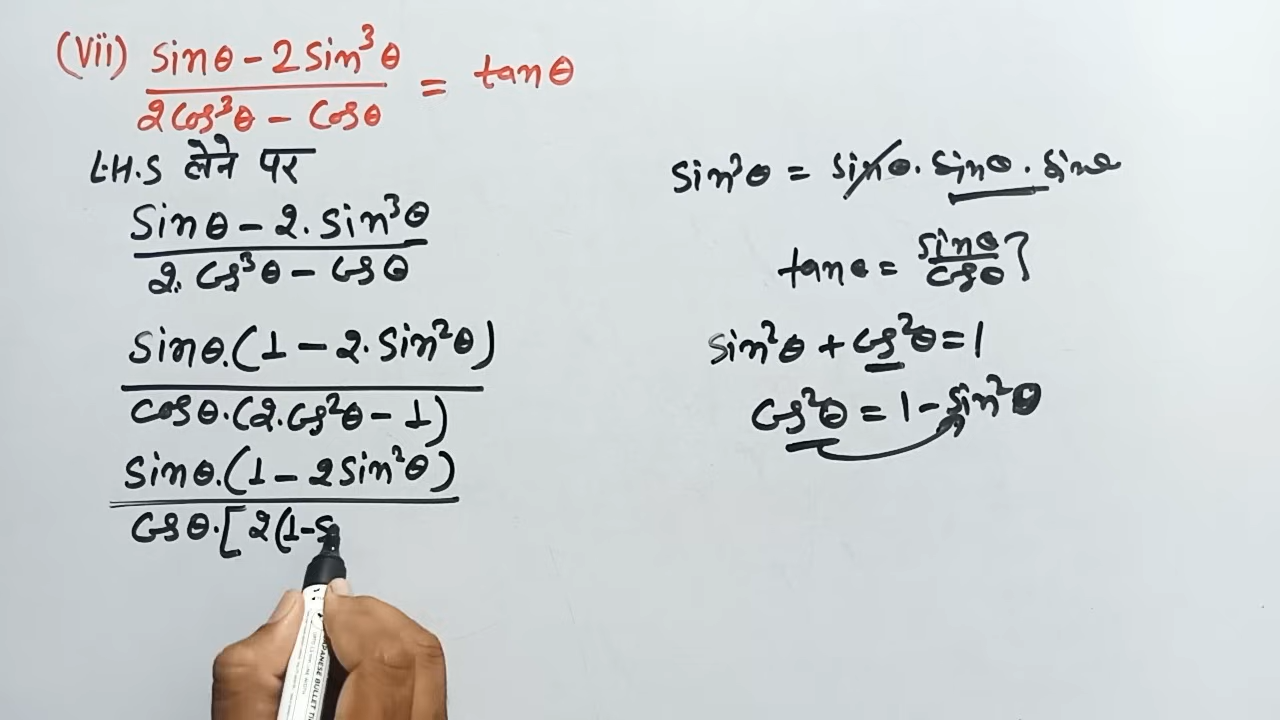 (vii) sinθ - 2 sin³θ / 2cos³θ - cosθ = tanθ
L.H.S लेने पर
sinθ - 2. sin³θ / 2. cos³θ - cosθ
sinθ.(1 - 2. sin²θ) / cosθ.(2.cos²θ - 1)
sinθ.(1 - 2sin²θ) / cosθ.[2(1-s
sin³θ = sinθ. sinθ. sinθ
tanθ = sinθ / cosθ }
sin²θ + cos²θ = 1
cos²θ = 1 - sin²θ